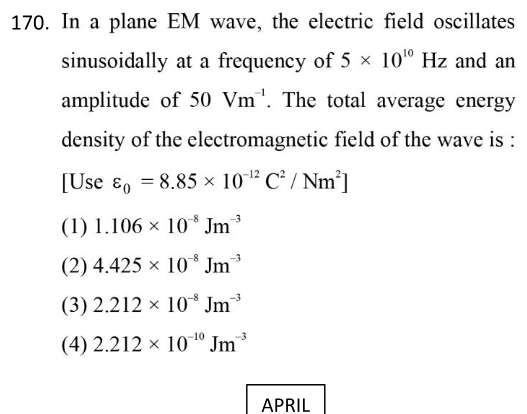 170. In a plane EM wave, the electric field oscillates
sinusoidally at a frequency of 5 × 10¹⁰ Hz and an
amplitude of 50 Vm⁻¹. The total average energy
density of the electromagnetic field of the wave is :
[Use ε₀ = 8.85 × 10⁻¹² C² / Nm²]
(1) 1.106 × 10⁻⁸ Jm⁻³
(2) 4.425 × 10⁻⁸ Jm⁻³
(3) 2.212 × 10⁻⁸ Jm⁻³
(4) 2.212 × 10⁻¹⁰ Jm⁻³
APRIL